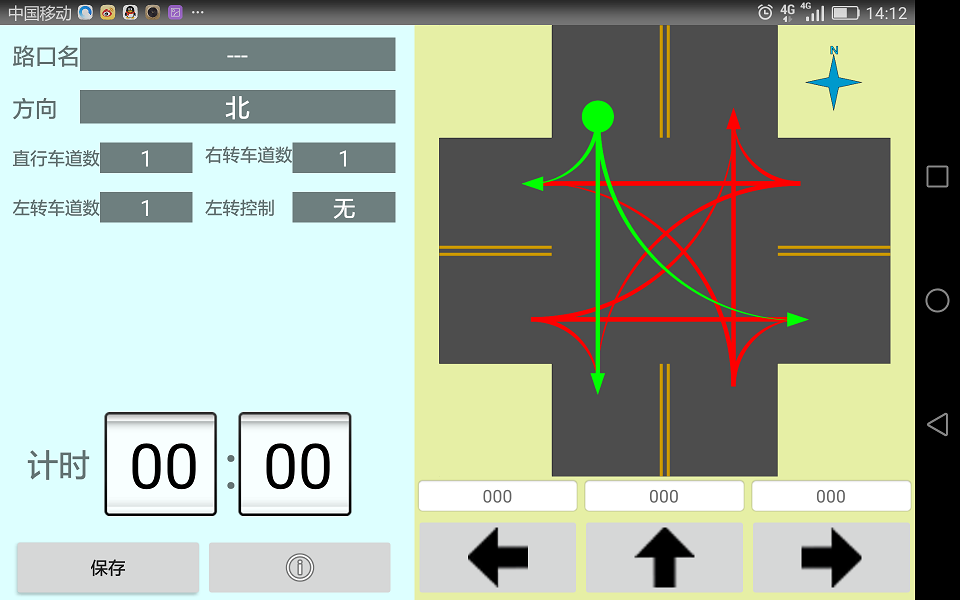 中国移动 ... 4G 4G 14:12
路口名 ---
方向 北
直行车道数 1 右转车道数 1
左转车道数 1 左转控制 无
计时 00 : 00
保存
N
000 000 000